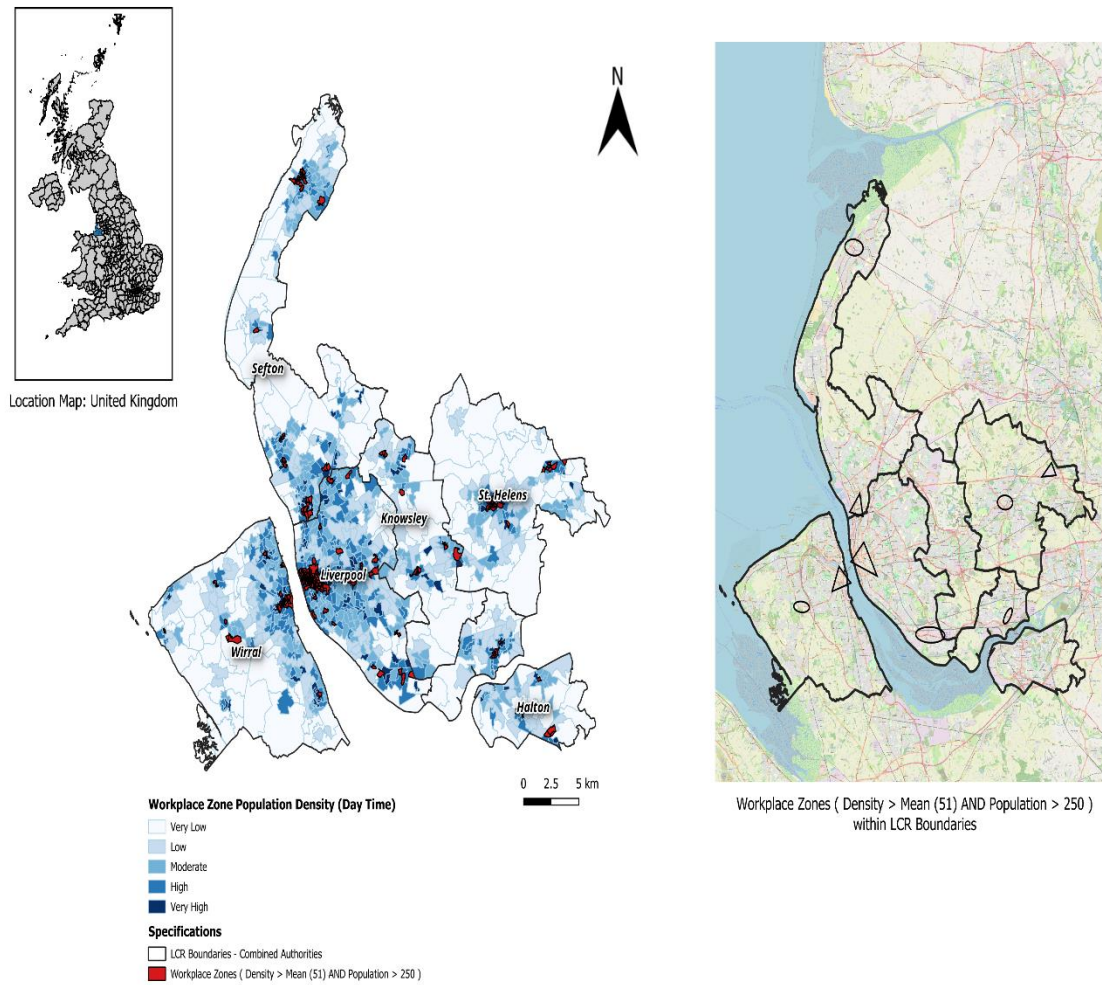 Location Map: United Kingdom
N
Sefton
St. Helens
Knowsley
Liverpool
Wirral
Halton
0 2.5 5 km
Workplace Zone Population Density (Day Time)
Very Low
Low
Moderate
High
Very High
Specifications
LCR Boundaries - Combined Authorities
Workplace Zones ( Density > Mean (51) AND Population > 250 )
Workplace Zones ( Density > Mean (51) AND Population > 250 )
within LCR Boundaries